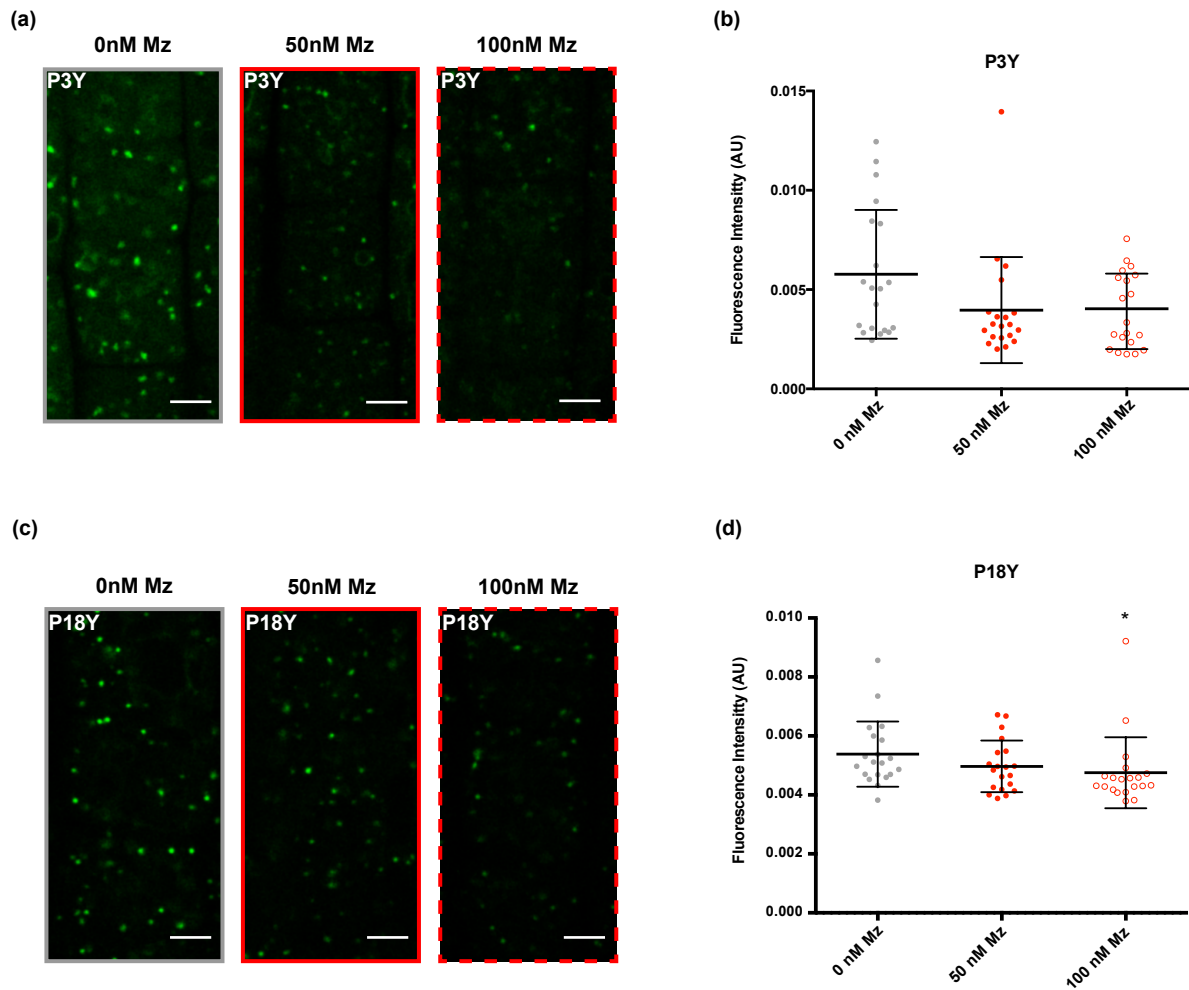 (a)
0nM Mz 50nM Mz 100nM Mz
P3Y P3Y P3Y
(b)
P3Y
Fluorescence Intensitty (AU)
0.015
0.010
0.005
0.000
0 nM Mz
50 nM Mz
100 nM Mz
(c)
0nM Mz 50nM Mz 100nM Mz
P18Y P18Y P18Y
(d)
P18Y
Fluorescence Intensitty (AU)
0.010
0.008
0.006
0.004
0.002
0.000
*
0 nM Mz
50 nM Mz
100 nM Mz